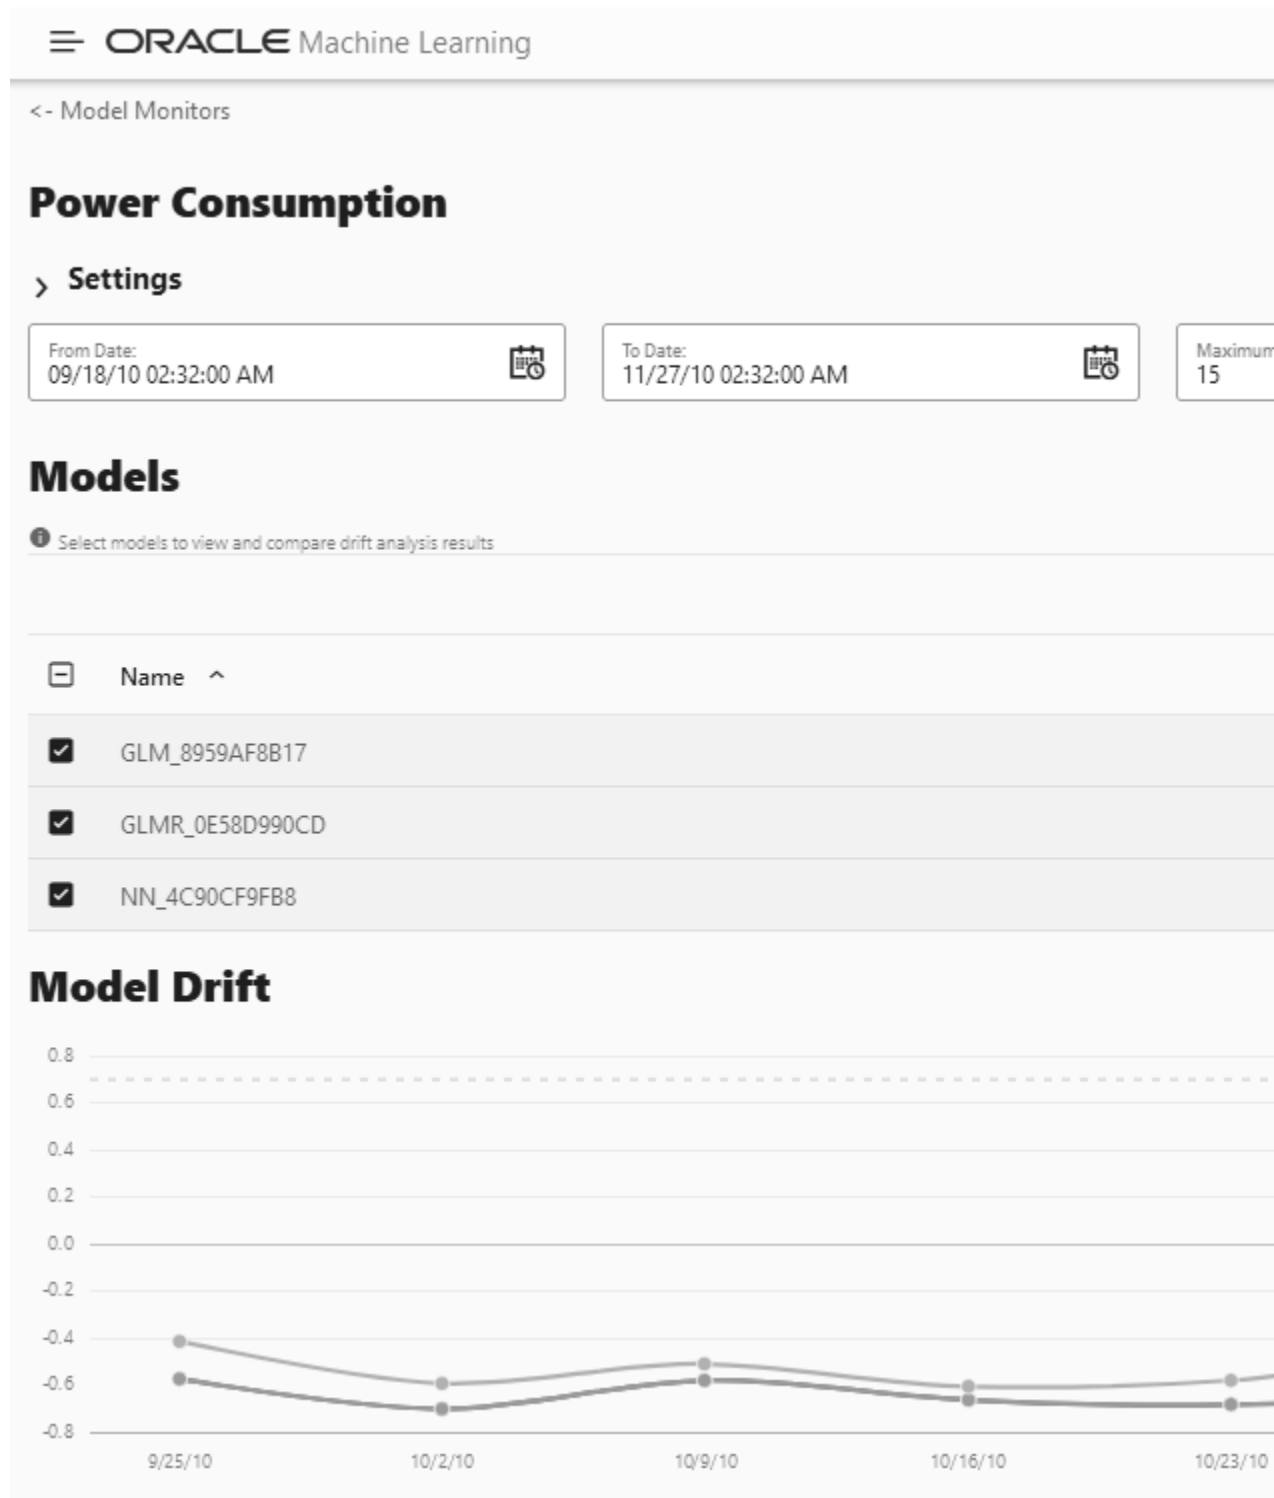 ORACLE Machine Learning
<- Model Monitors
Power Consumption
Settings
From Date:
09/18/10 02:32:00 AM
To Date:
11/27/10 02:32:00 AM
Maximum
15
Models
Select models to view and compare drift analysis results
Name
GLM_8959AF8B17
GLMR_0E58D990CD
NN_4C90CF9FB8
Model Drift
0.8
0.6
0.4
0.2
0.0
-0.2
-0.4
-0.6
-0.8
9/25/10 10/2/10 10/9/10 10/16/10 10/23/10